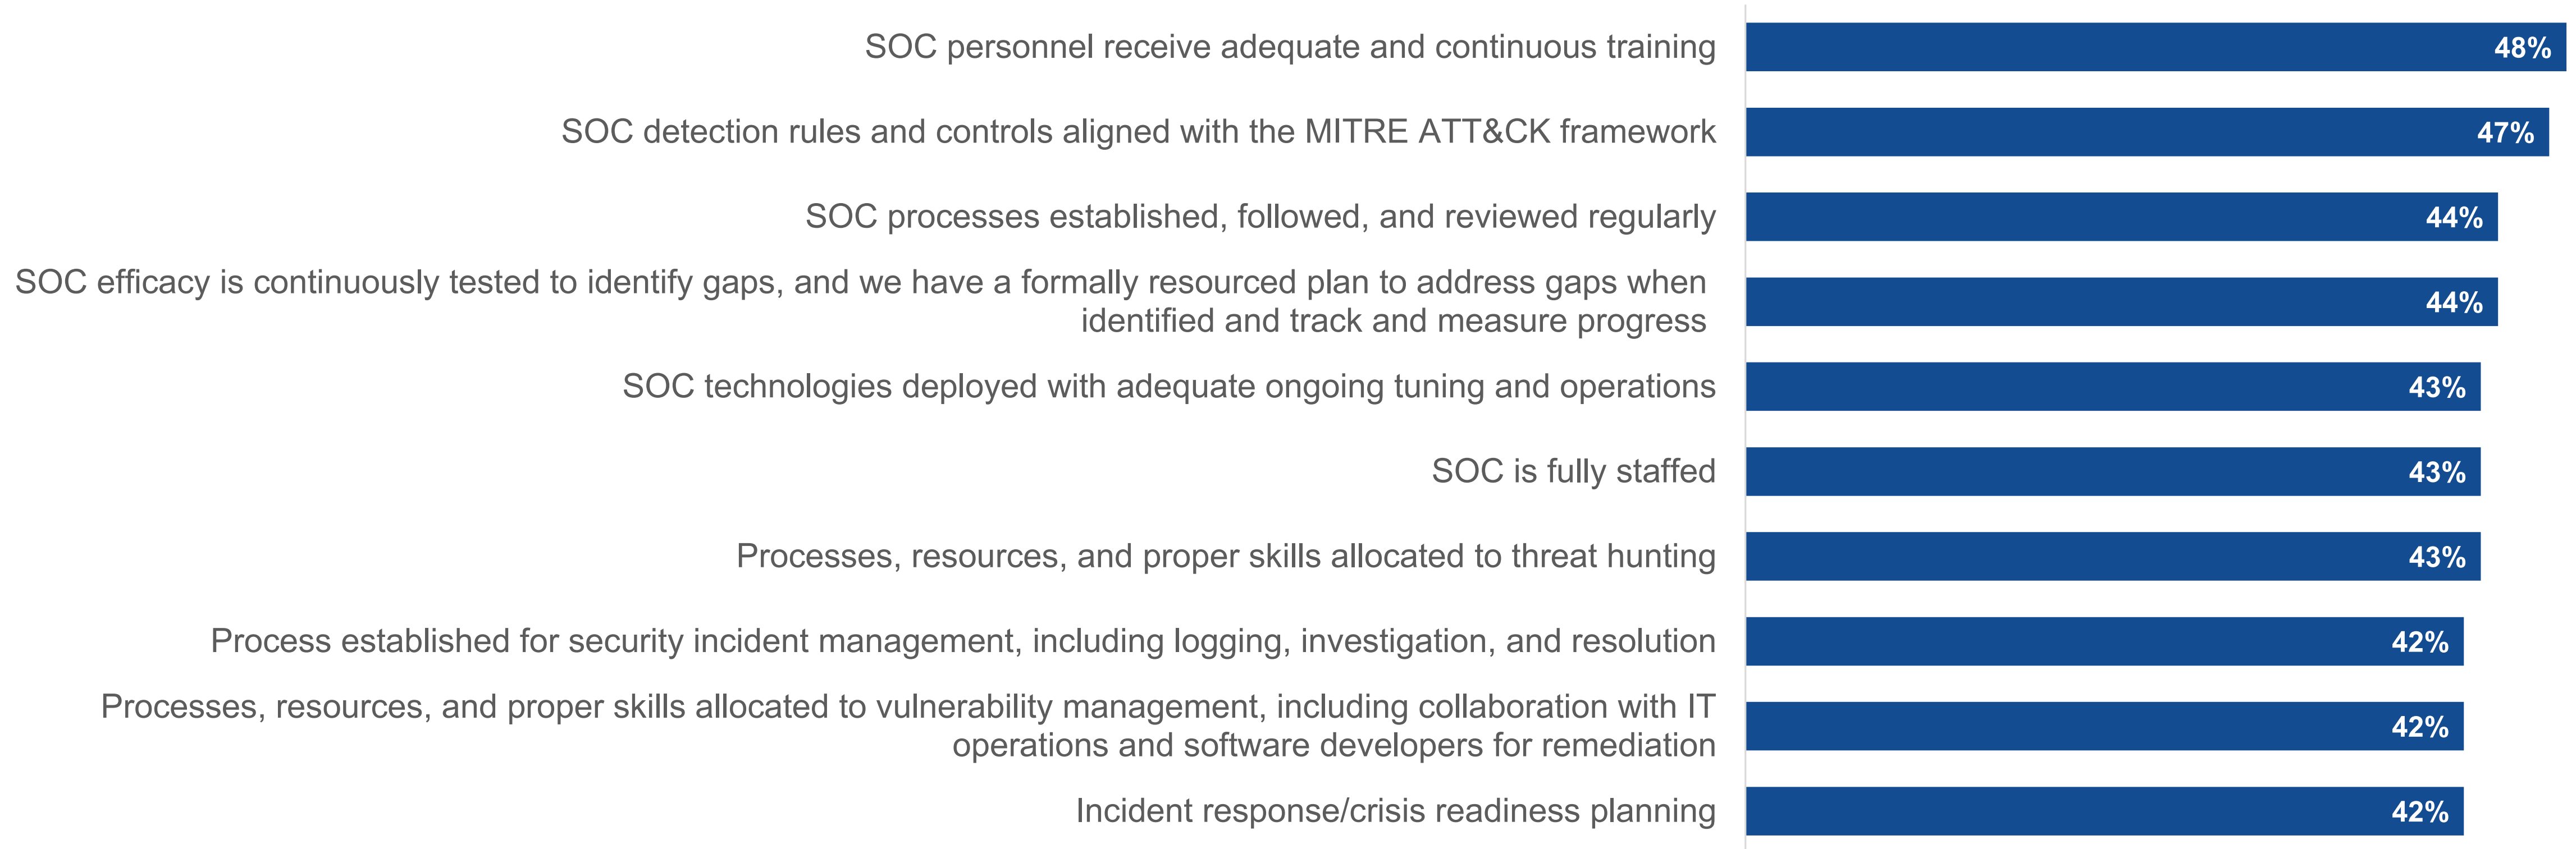 SOC personnel receive adequate and continuous training
48%
SOC detection rules and controls aligned with the MITRE ATT&CK framework
47%
SOC processes established, followed, and reviewed regularly
44%
SOC efficacy is continuously tested to identify gaps, and we have a formally resourced plan to address gaps when
identified and track and measure progress
44%
SOC technologies deployed with adequate ongoing tuning and operations
43%
SOC is fully staffed
43%
Processes, resources, and proper skills allocated to threat hunting
43%
Process established for security incident management, including logging, investigation, and resolution
42%
Processes, resources, and proper skills allocated to vulnerability management, including collaboration with IT
operations and software developers for remediation
42%
Incident response/crisis readiness planning
42%